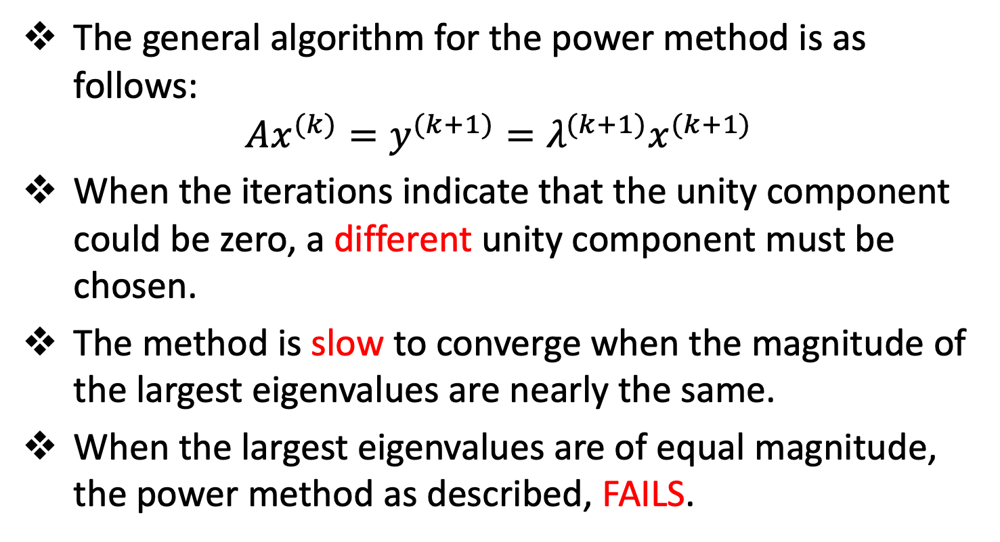 ❖ The general algorithm for the power method is as
follows:
$Ax^{(k)} = y^{(k+1)} = \lambda^{(k+1)}x^{(k+1)}$
❖ When the iterations indicate that the unity component
could be zero, a different unity component must be
chosen.
❖ The method is slow to converge when the magnitude of
the largest eigenvalues are nearly the same.
❖ When the largest eigenvalues are of equal magnitude,
the power method as described, FAILS.